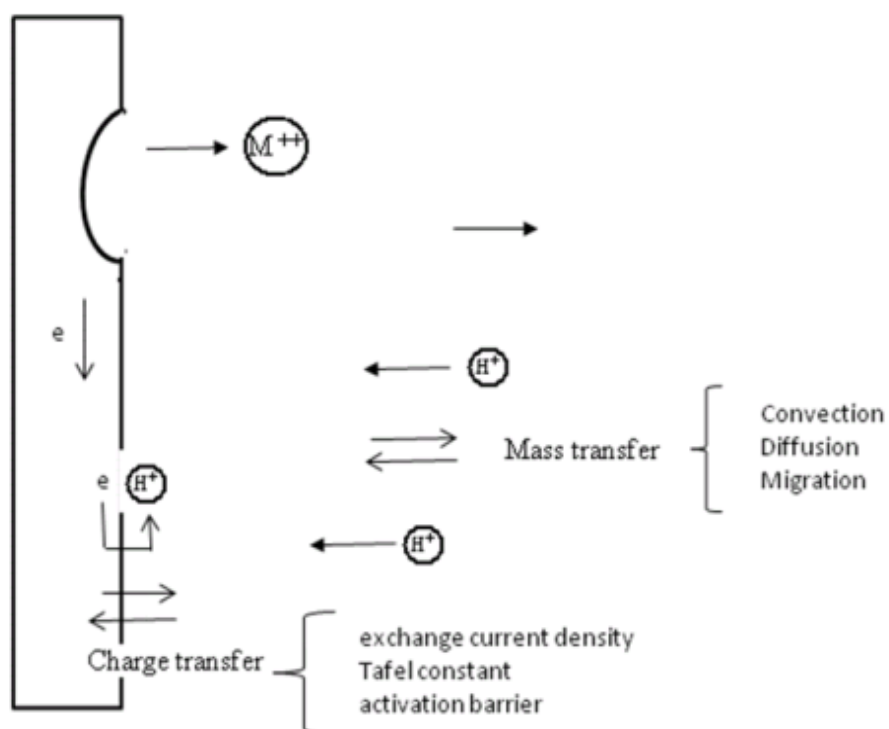 M++
e
H+
Convection
Mass transfer
Diffusion
Migration
e
H+
H+
exchange current density
Charge transfer
Tafel constant
activation barrier